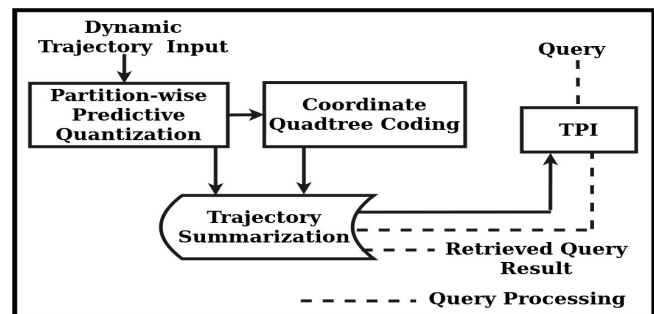 Dynamic
Trajectory Input
Query
Partition-wise
Predictive
Quantization
Coordinate
Quadtree Coding
TPI
Trajectory
Summarization
Retrieved Query
Result
Query Processing